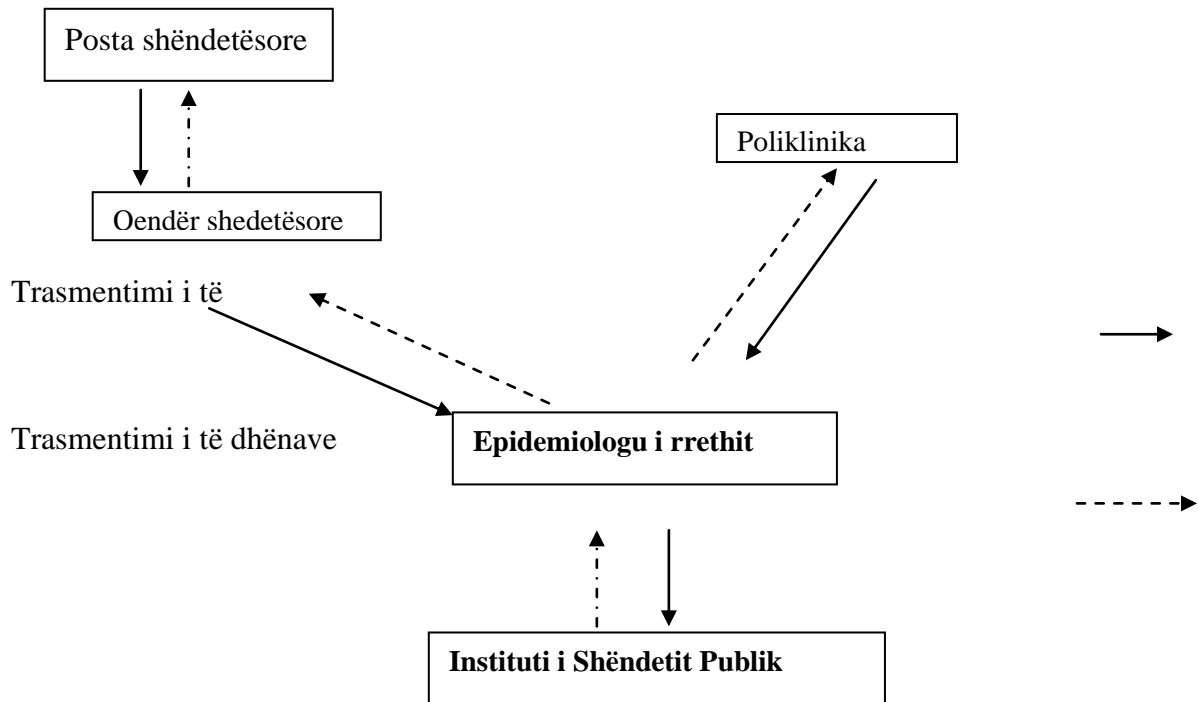 Posta shëndetësore
Poliklinika
Oendër shedetësore
Trasmentimi i të
Trasmentimi i të dhënave
Epidemiologu i rrethit
Instituti i Shëndetit Publik